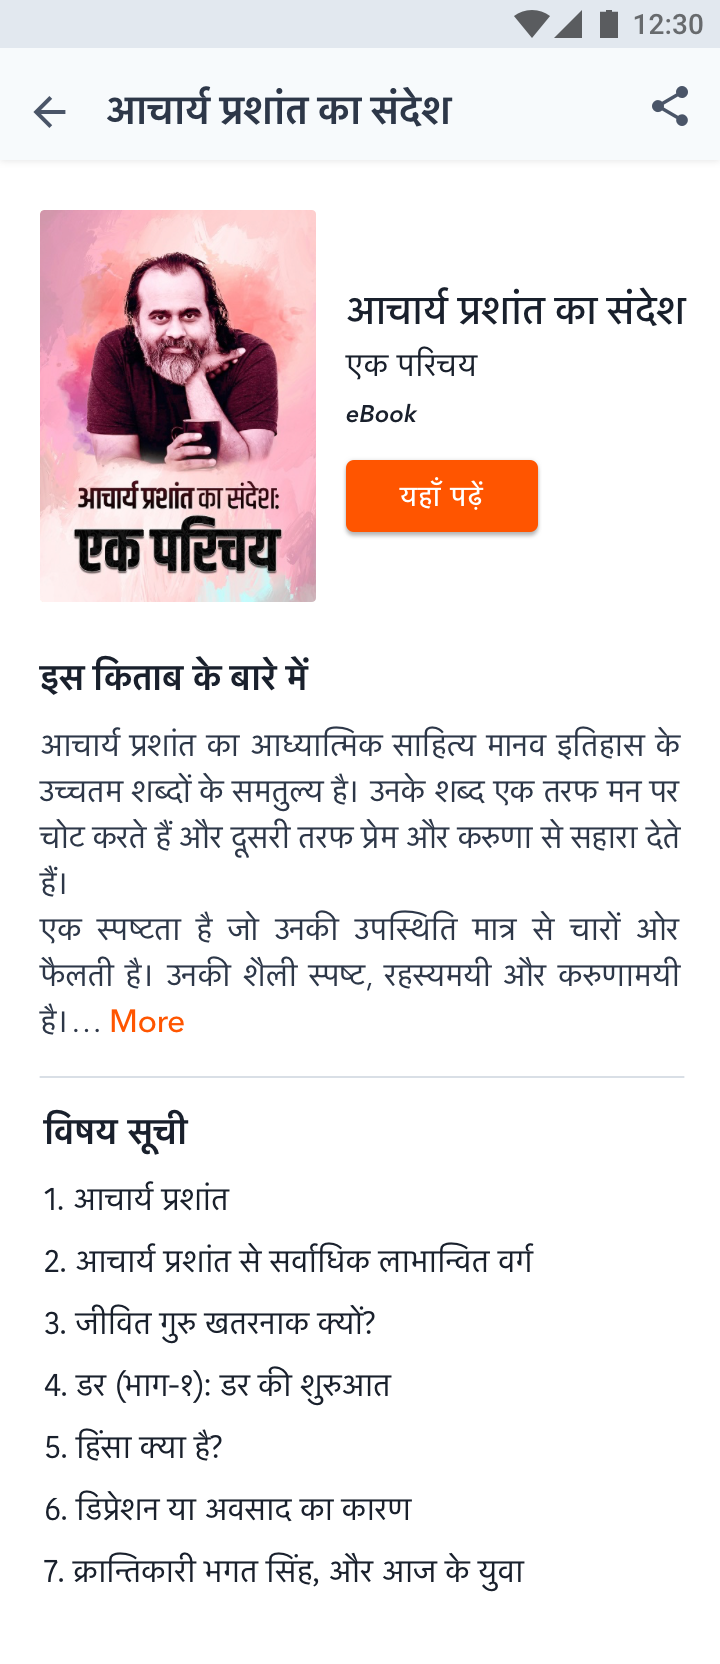 12:30
आचार्य प्रशांत का संदेश
आचार्य प्रशांत का संदेश:
एक परिचय
आचार्य प्रशांत का संदेश
एक परिचय
eBook
यहाँ पढ़ें
इस किताब के बारे में
आचार्य प्रशांत का आध्यात्मिक साहित्य मानव इतिहास के
उच्चतम शब्दों के समतुल्य है। उनके शब्द एक तरफ मन पर
चोट करते हैं और दूसरी तरफ प्रेम और करुणा से सहारा देते
हैं।
एक स्पष्टता है जो उनकी उपस्थिति मात्र से चारों ओर
फैलती है। उनकी शैली स्पष्ट, रहस्यमयी और करुणामयी
है।... More
विषय सूची
1. आचार्य प्रशांत
2. आचार्य प्रशांत से सर्वाधिक लाभान्वित वर्ग
3. जीवित गुरु खतरनाक क्यों?
4. डर (भाग-१): डर की शुरुआत
5. हिंसा क्या है?
6. डिप्रेशन या अवसाद का कारण
7. क्रान्तिकारी भगत सिंह, और आज के युवा